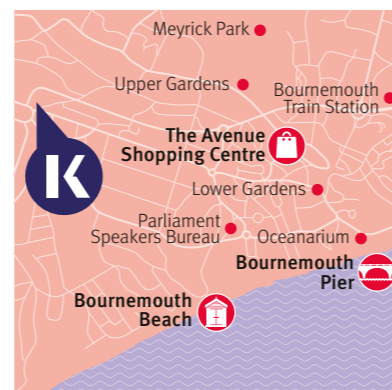 Meyrick Park
Upper Gardens
Bournemouth
Train Station
The Avenue
Shopping Centre
K
Lower Gardens
Parliament
Speakers Bureau
Oceanarium
Bournemouth
Pier
Bournemouth
Beach